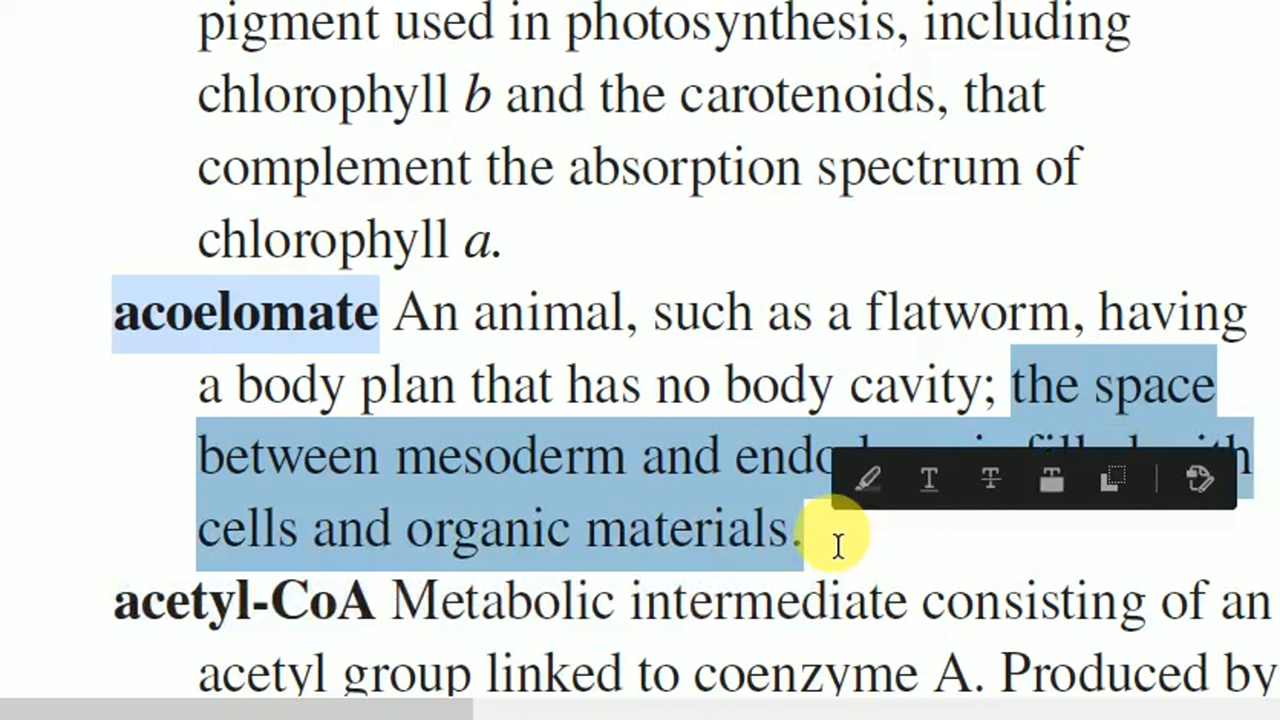 pigment used in photosynthesis, including
chlorophyll b and the carotenoids, that
complement the absorption spectrum of
chlorophyll a.
acoelomate An animal, such as a flatworm, having
a body plan that has no body cavity; the space
between mesoderm and
cells and organic materials.
acetyl-CoA Metabolic intermediate consisting of an
acetyl group linked to coenzyme A. Produced by